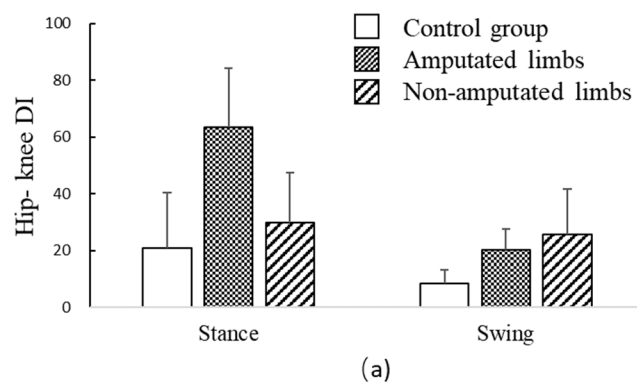 100
80
60
40
20
0
Hip- knee DI
Control group
Amputated limbs
Non-amputated limbs
Stance
Swing
(a)